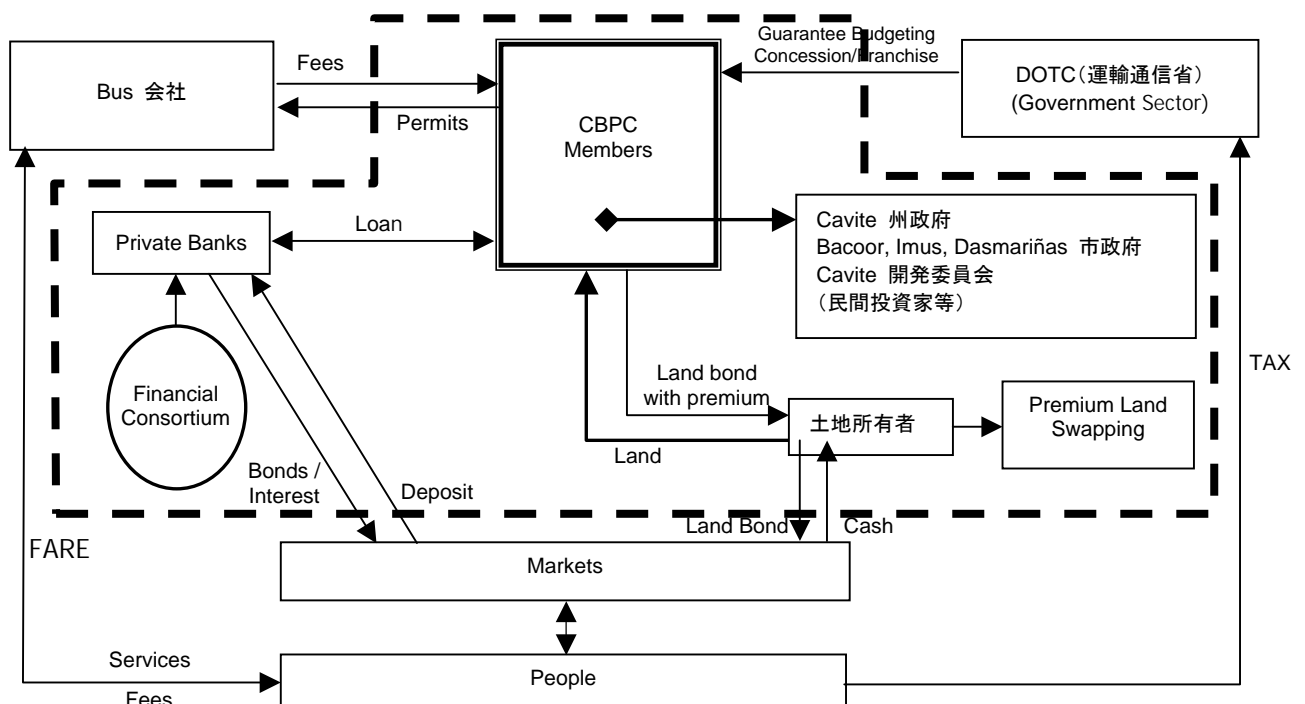 Guarantee Budgeting
Concession/Franchise
Fees
Bus 会社
Permits
CBPC
Members
DOTC(運輸通信省)
(Government Sector)
Private Banks
Loan
Cavite 州政府
Bacoor, Imus, Dasmariñas 市政府
Cavite 開発委員会
(民間投資家等)
TAX
Financial
Consortium
Land bond
with premium
土地所有者
Premium Land
Swapping
Land
Bonds /
Interest
Deposit
Land Bond
Cash
FARE
Markets
Services
People
Fees